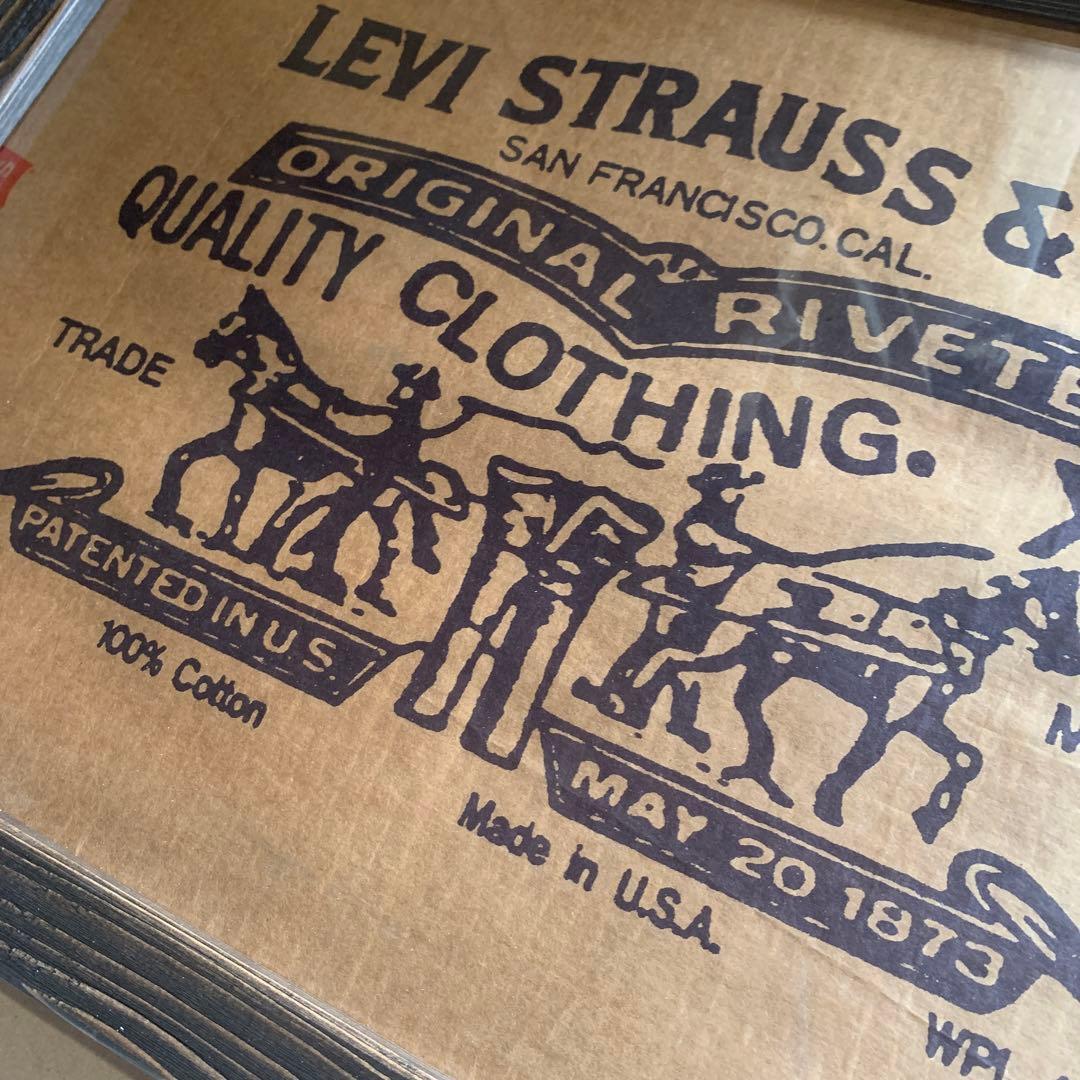 LEVI STRAUSS &
SAN FRANCISCO. CAL.
ORIGINAL RIVETE
QUALITY CLOTHING.
TRADE
PATENTED IN U S
100% Cotton
MAY 20 1873
Made in U.S.A.
WPL